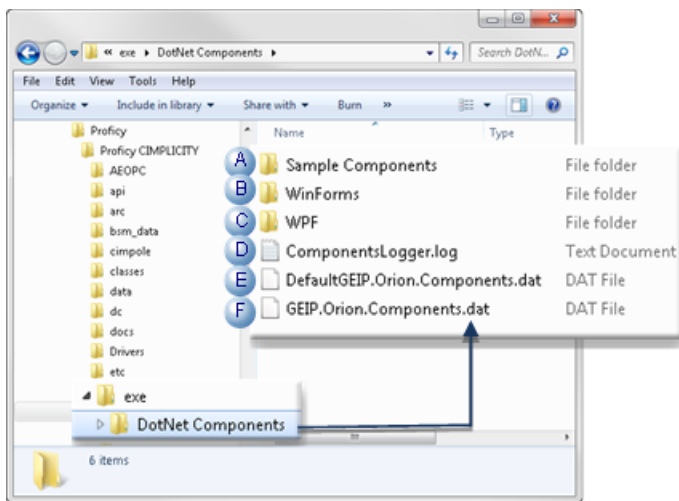 « exe ▸ DotNet Components ▸
Search DotN...
File Edit View Tools Help
Organize ▾ Include in library ▾ Share with ▾ Burn »
Proficy
Proficy CIMPLICITY
AEOPC
api
arc
bsm_data
cimpole
classes
data
dc
docs
Drivers
etc
exe
DotNet Components
Name Type
A Sample Components File folder
B WinForms File folder
C WPF File folder
D ComponentsLogger.log Text Document
E DefaultGEIP.Orion.Components.dat DAT File
F GEIP.Orion.Components.dat DAT File
6 items